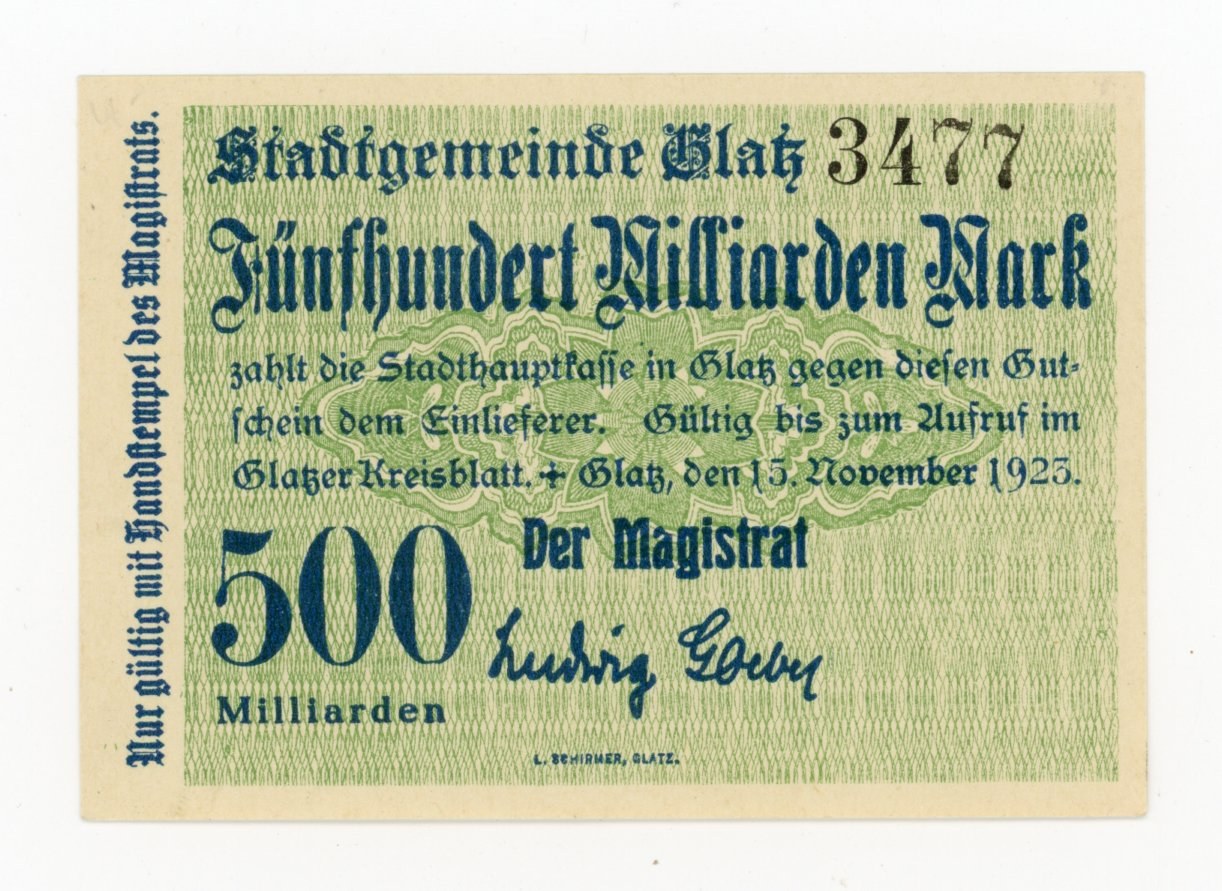 Stadtgemeinde Glatz 3477
Fünfhundert Milliarden Mark
zahlt die Stadthauptkasse in Glatz gegen diesen Gut-
schein dem Einlieferer. Gültig bis zum Aufruf im
Glatzer Kreisblatt. + Glatz, den 15. November 1923.
Der Magistrat
500
Milliarden
Ludwig
L. SCHIRMER, GLATZ.
Nur gültig mit Handstempel des Magistrats.